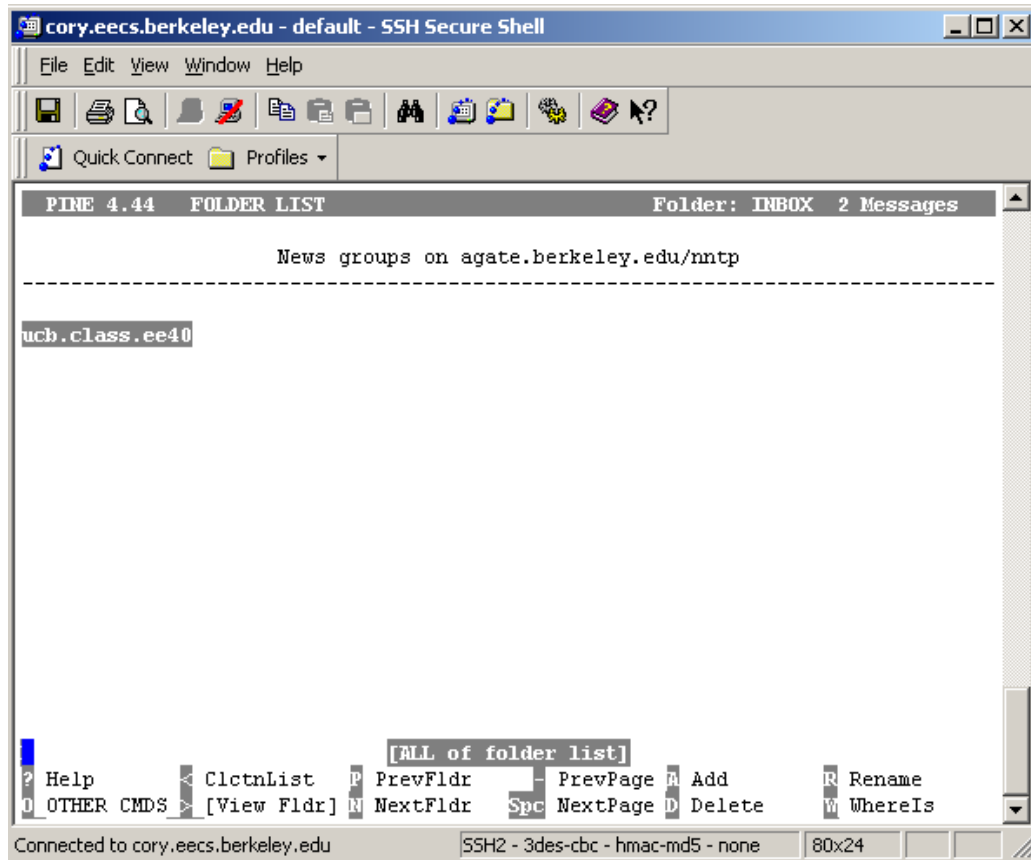 cory.eecs.berkeley.edu - default - SSH Secure Shell
File Edit View Window Help
Quick Connect Profiles
PINE 4.44 FOLDER LIST Folder: INBOX 2 Messages
News groups on agate.berkeley.edu/nntp
--------------------------------------------------------------------------------
ucb.class.ee40
[ALL of folder list]
? Help < ClctnList P PrevFldr - PrevPage A Add R Rename
O OTHER CMDS > [View Fldr] N NextFldr Spc NextPage D Delete W WhereIs
Connected to cory.eecs.berkeley.edu SSH2 - 3des-cbc - hmac-md5 - none 80x24